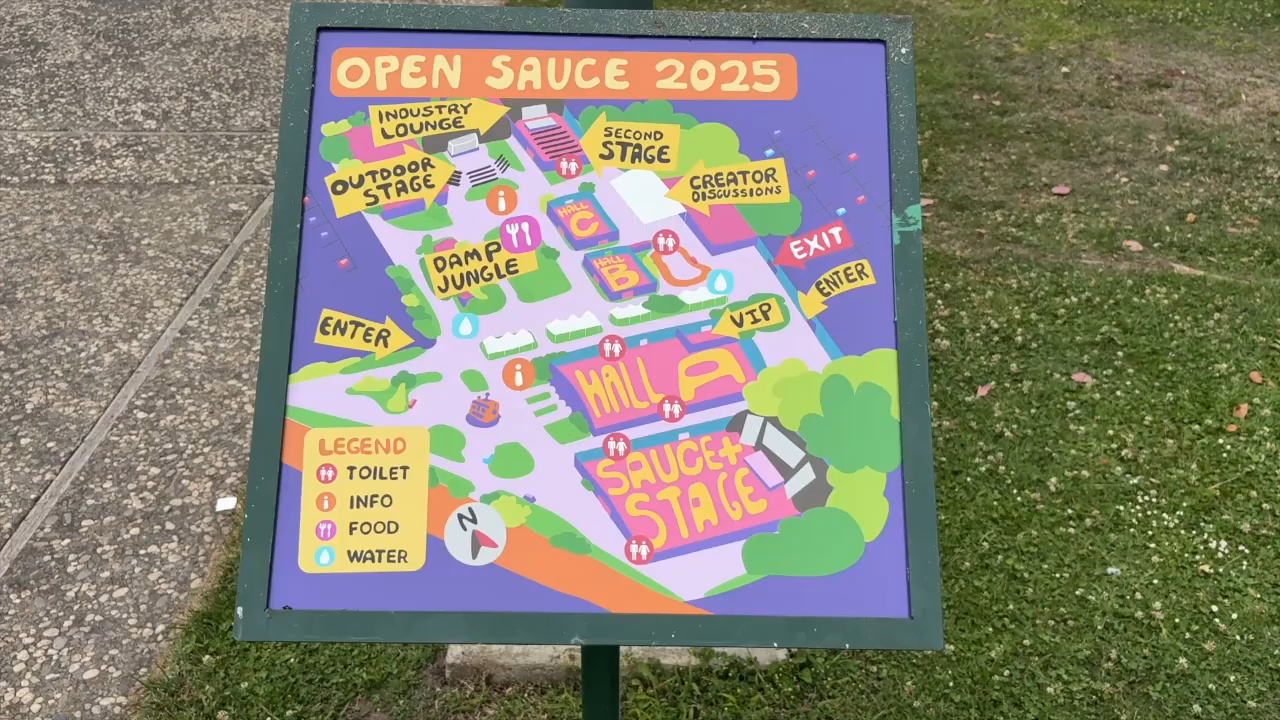 OPEN SAUCE 2025
INDUSTRY
LOUNGE
SECOND
STAGE
OUTDOOR
STAGE
CREATOR
DISCUSSIONS
i
HALL
C
EXIT
DAMP
JUNGLE
HALL
B
ENTER
VIP
ENTER
i
HALL A
LEGEND
TOILET
i INFO
FOOD
WATER
SAUCE+
STAGE
N